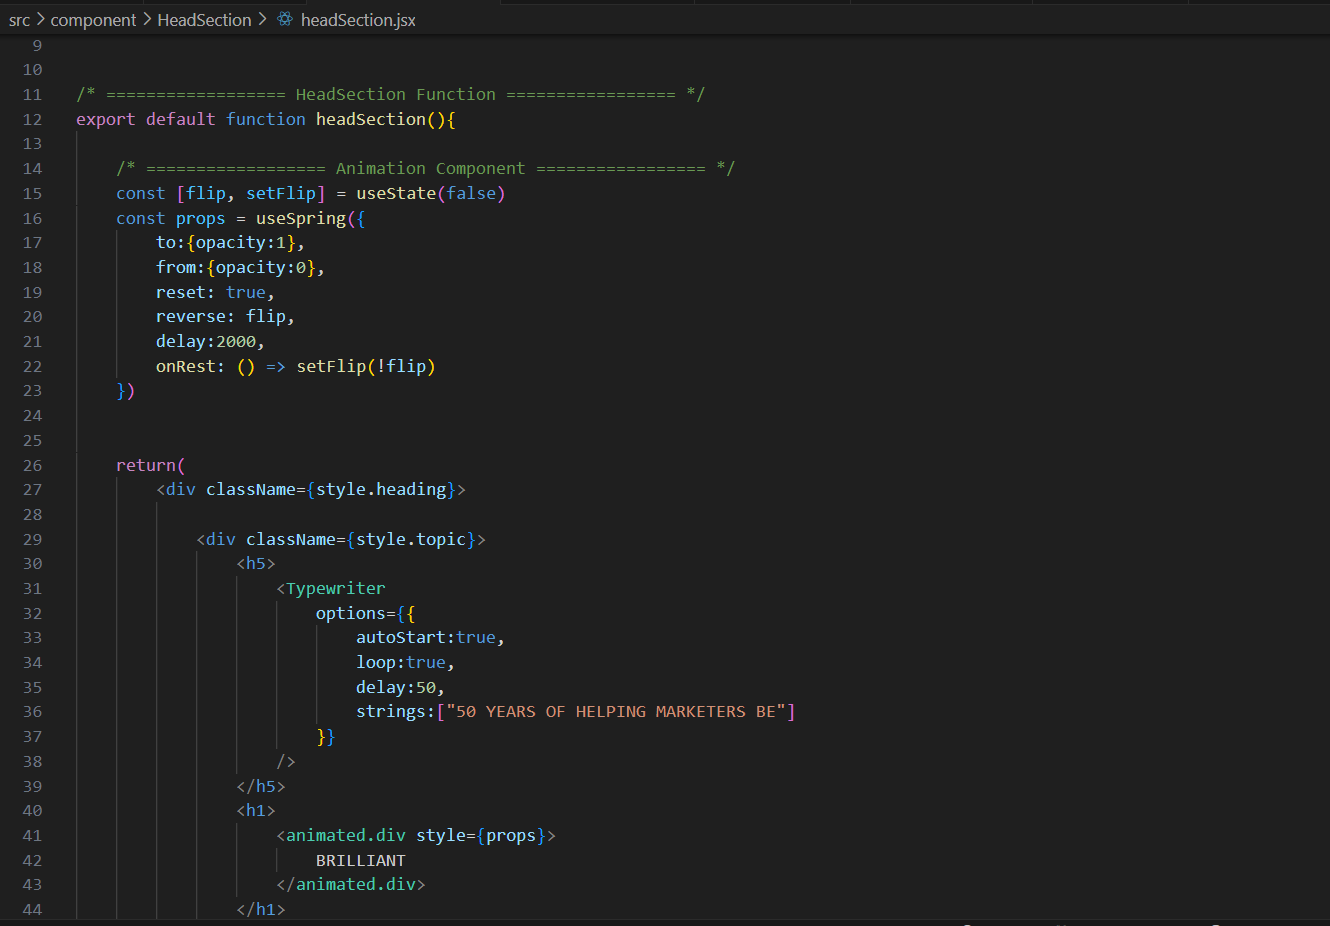 src > component > HeadSection > headSection.jsx
9
10
11 /* ================== HeadSection Function ================= */
12 export default function headSection(){
13
14 /* ================== Animation Component ================= */
15 const [flip, setFlip] = useState(false)
16 const props = useSpring({
17 to:{opacity:1},
18 from:{opacity:0},
19 reset: true,
20 reverse: flip,
21 delay:2000,
22 onRest: () => setFlip(!flip)
23 })
24
25
26 return(
27 <div className={style.heading}>
28
29 <div className={style.topic}>
30 <h5>
31 <Typewriter
32 options={{
33 autoStart:true,
34 loop:true,
35 delay:50,
36 strings:["50 YEARS OF HELPING MARKETERS BE"]
37 }}
38 />
39 </h5>
40 <h1>
41 <animated.div style={props}>
42 BRILLIANT
43 </animated.div>
44 </h1>